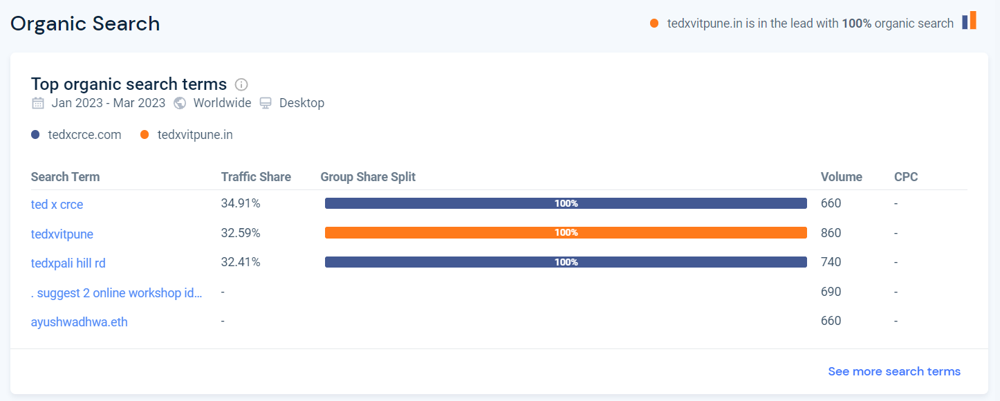 Organic Search
tedxvitpune.in is in the lead with 100% organic search
Top organic search terms
Jan 2023 - Mar 2023 Worldwide Desktop
tedxcrce.com tedxvitpune.in
Search Term Traffic Share Group Share Split Volume CPC
ted x crce 34.91% 100% 660 -
tedxvitpune 32.59% 100% 860 -
tedxpali hill rd 32.41% 100% 740 -
. suggest 2 online workshop id... - 690 -
ayushwadhwa.eth - 660 -
See more search terms